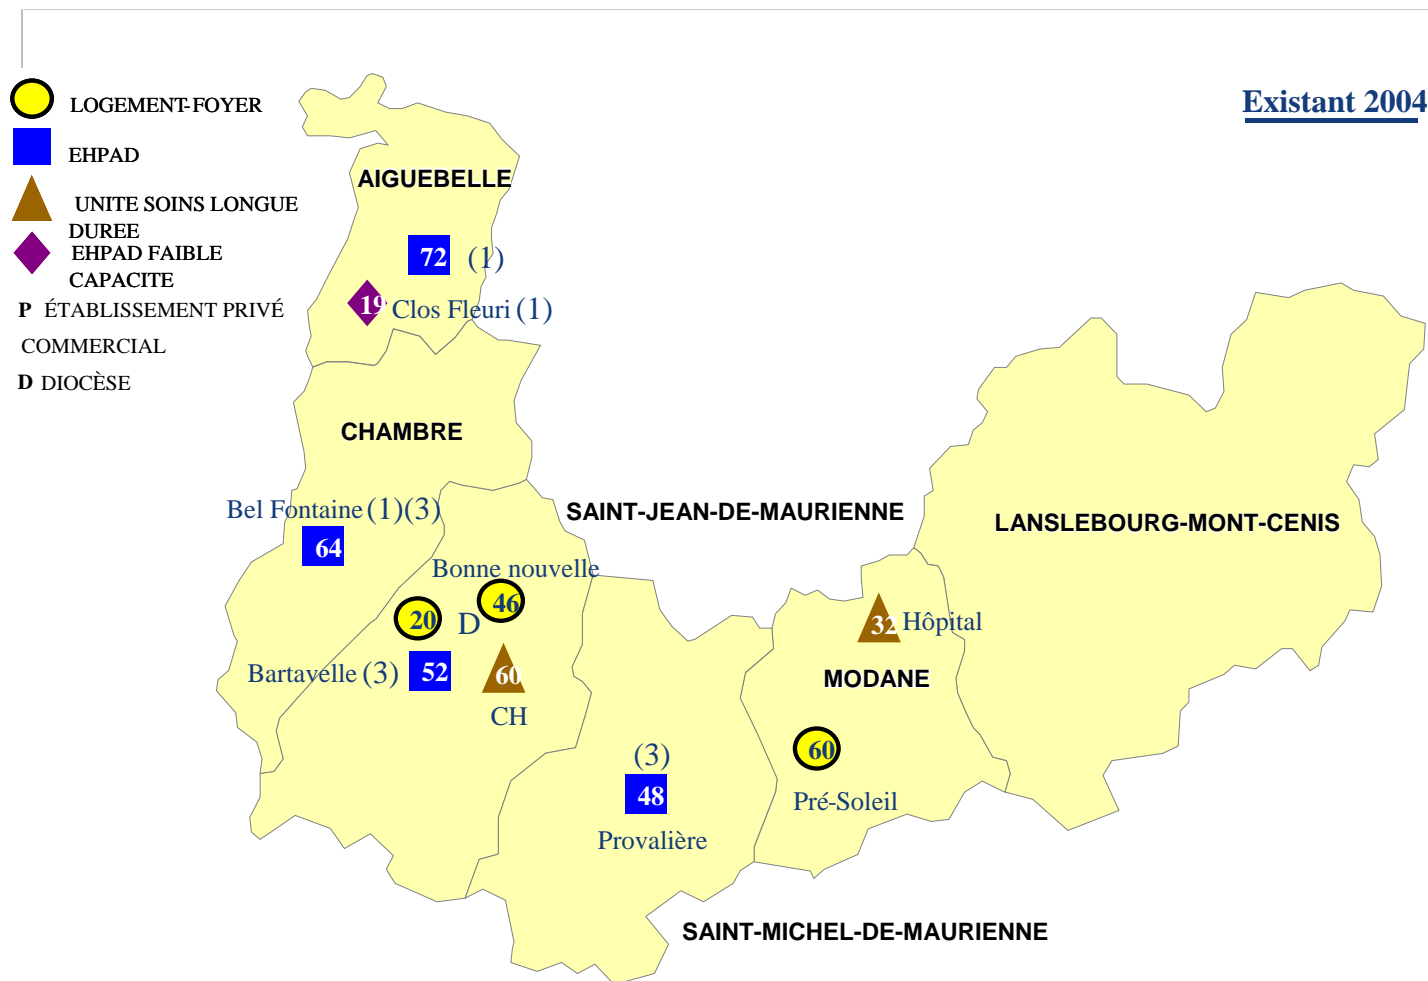 Existant 2004
LOGEMENT-FOYER
EHPAD
UNITE SOINS LONGUE
DUREE
EHPAD FAIBLE
CAPACITE
P ÉTABLISSEMENT PRIVÉ
COMMERCIAL
D DIOCÈSE
AIGUEBELLE
72 (1)
19 Clos Fleuri (1)
CHAMBRE
Bel Fontaine (1)(3)
64
SAINT-JEAN-DE-MAURIENNE
LANSLEBOURG-MONT-CENIS
Bonne nouvelle
20 D 46
Bartavelle (3) 52 60
CH
32 Hôpital
MODANE
60
Pré-Soleil
(3)
48
Provalière
SAINT-MICHEL-DE-MAURIENNE